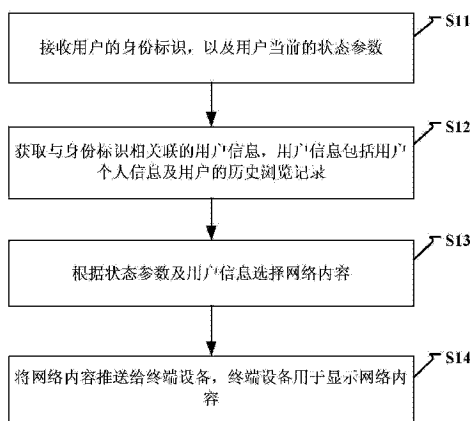 S11
接收用户的身份标识，以及用户当前的状态参数
S12
获取与身份标识相关联的用户信息，用户信息包括用户
个人信息及用户的历史浏览记录
S13
根据状态参数及用户信息选择网络内容
S14
将网络内容推送给终端设备，终端设备用于显示网络内
容